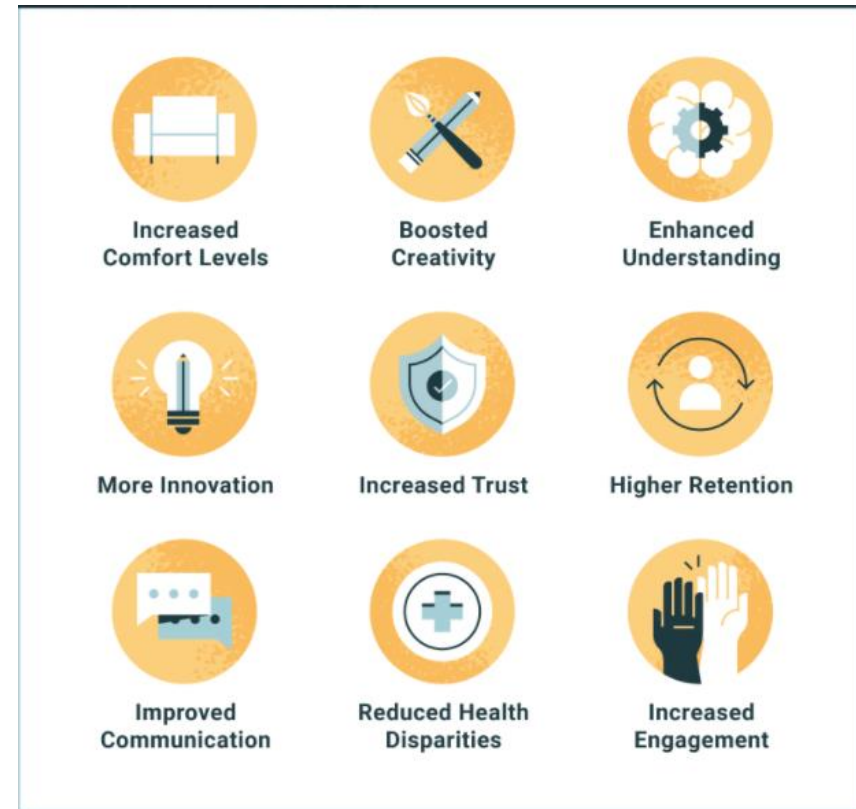 Increased
Comfort Levels
Boosted
Creativity
Enhanced
Understanding
More Innovation
Increased Trust
Higher Retention
Improved
Communication
Reduced Health
Disparities
Increased
Engagement